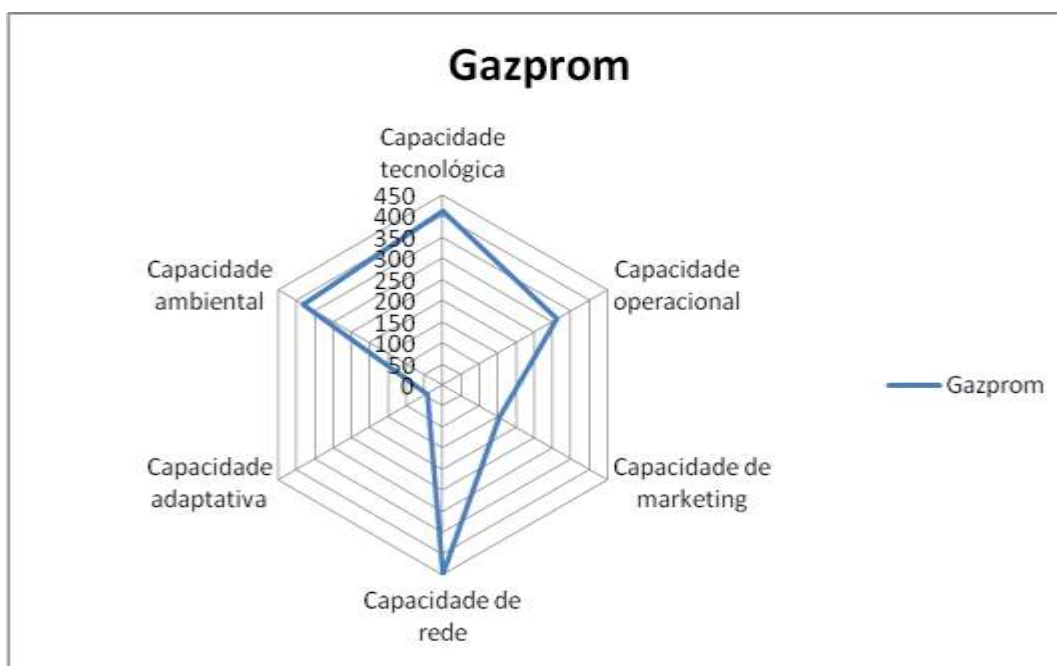 Gazprom
Capacidade
tecnológica
450
400
350
300
250
200
150
100
50
0
Capacidade
operacional
Capacidade de
marketing
Capacidade de
rede
Capacidade
adaptativa
Capacidade
ambiental
Gazprom